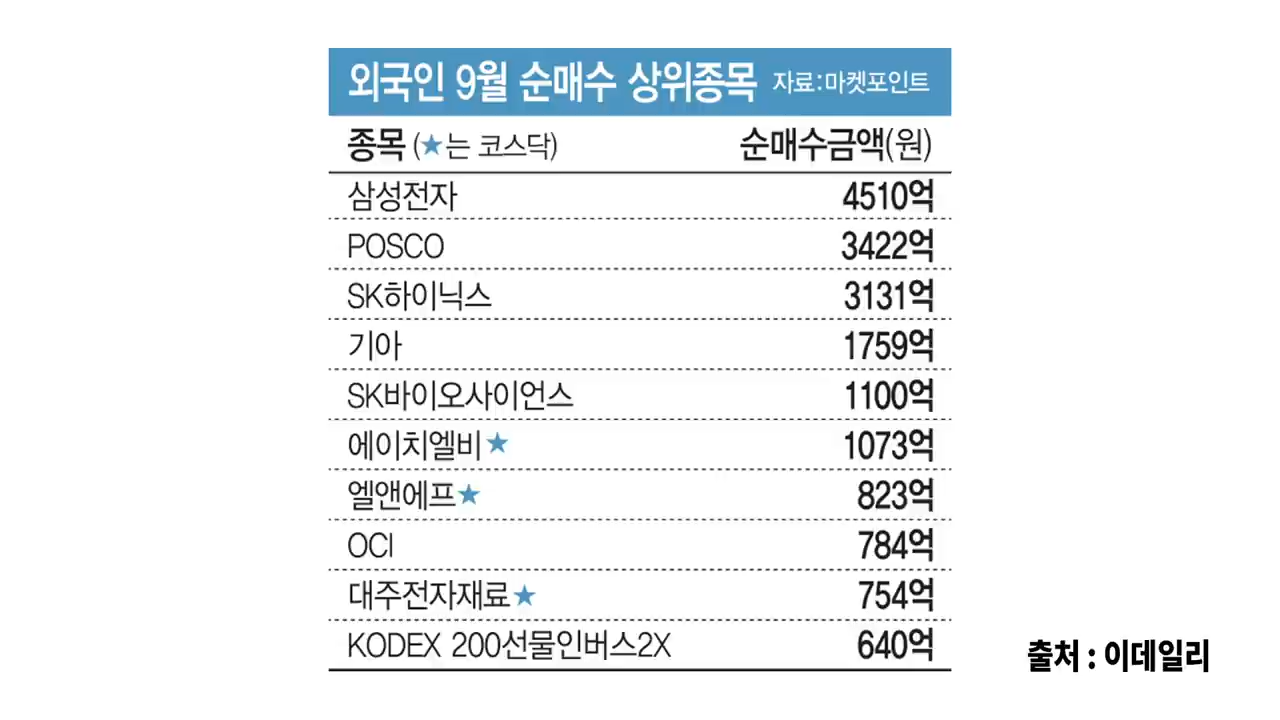 외국인 9월 순매수 상위종목 자료:마켓포인트
종목 (★는 코스닥) 순매수금액(원)
삼성전자 4510억
POSCO 3422억
SK하이닉스 3131억
기아 1759억
SK바이오사이언스 1100억
에이치엘비★ 1073억
엘앤에프★ 823억
OCI 784억
대주전자재료★ 754억
KODEX 200선물인버스2X 640억
출처 : 이데일리